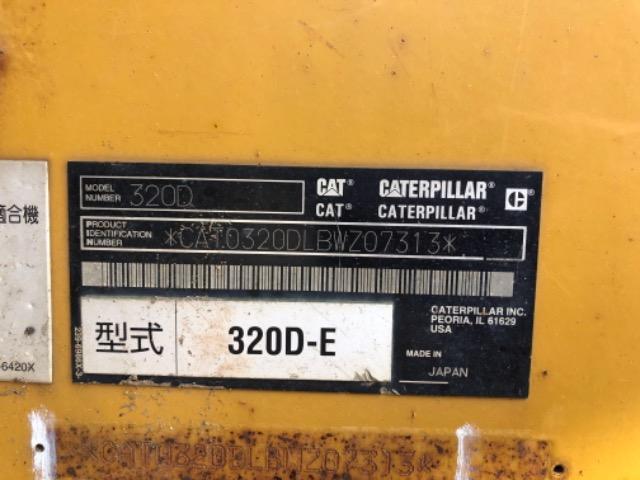 MODEL NUMBER 320D
CAT® CATERPILLAR® C
CAT® CATERPILLAR®
PRODUCT IDENTIFICATION NUMBER *CAT0320DLBWZ07313*
CATERPILLAR INC.
PEORIA, IL 61629
USA
型式 320D-E
MADE IN
JAPAN
適合機
-6420X
*CAT0320DLBWZ07313*